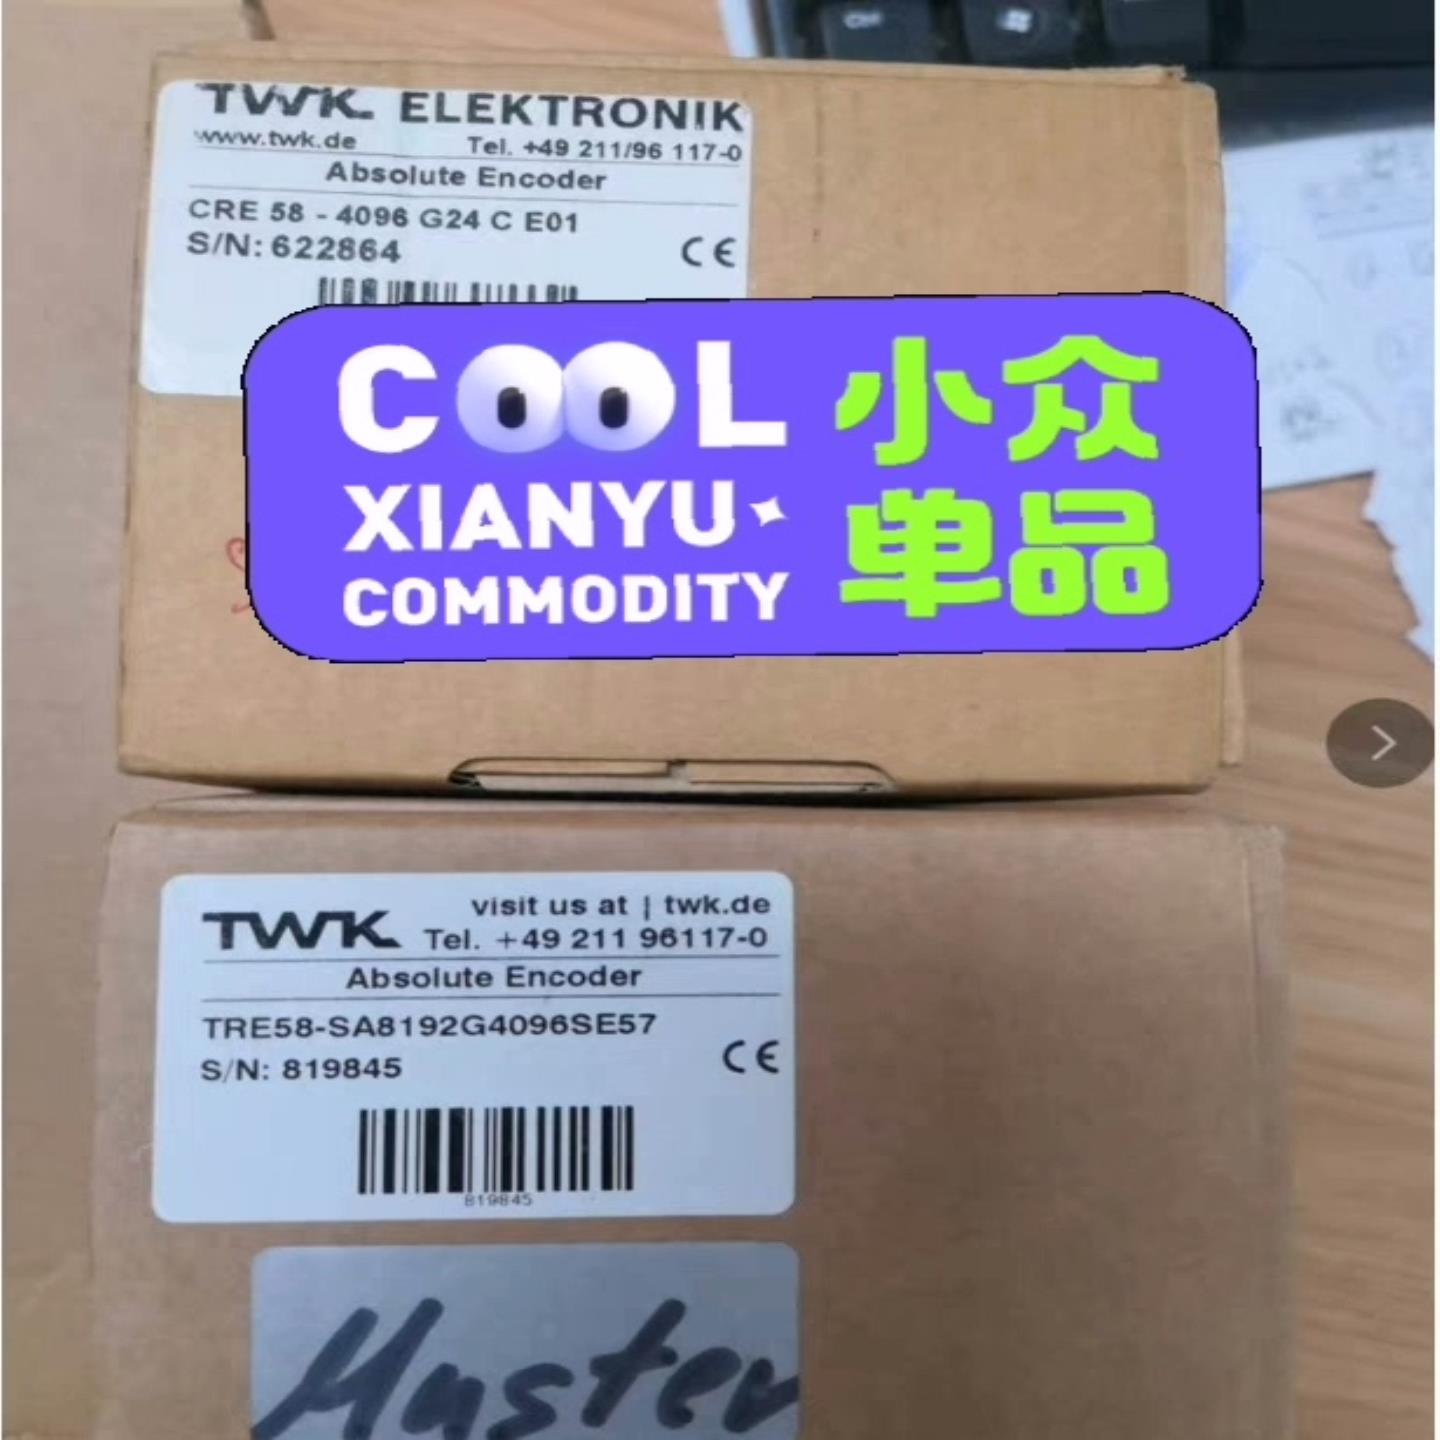 TWK ELEKTRONIK
www.twk.de Tel. +49 211/96 117-0
Absolute Encoder
CRE 58 - 4096 G24 C E01
S/N: 622864 CE
COOL 小众
XIANYU 单品
COMMODITY
TWK visit us at | twk.de
Tel. +49 211 96117-0
Absolute Encoder
TRE58-SA8192G4096SE57
S/N: 819845 CE
819845
Muster